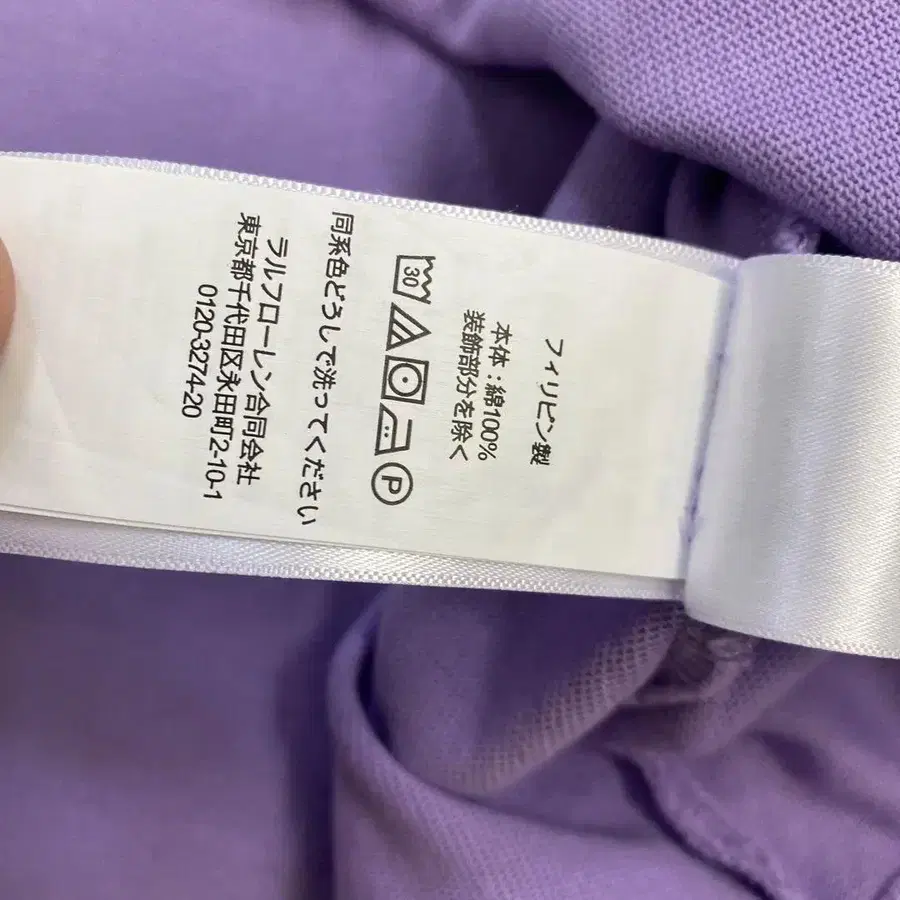 フィリピン製
本体:綿100%
装飾部分を除く
30
P
同系色どうしで洗ってください
ラルフローレン合同会社
東京都千代田区永田町2-10-1
0120-3274-20